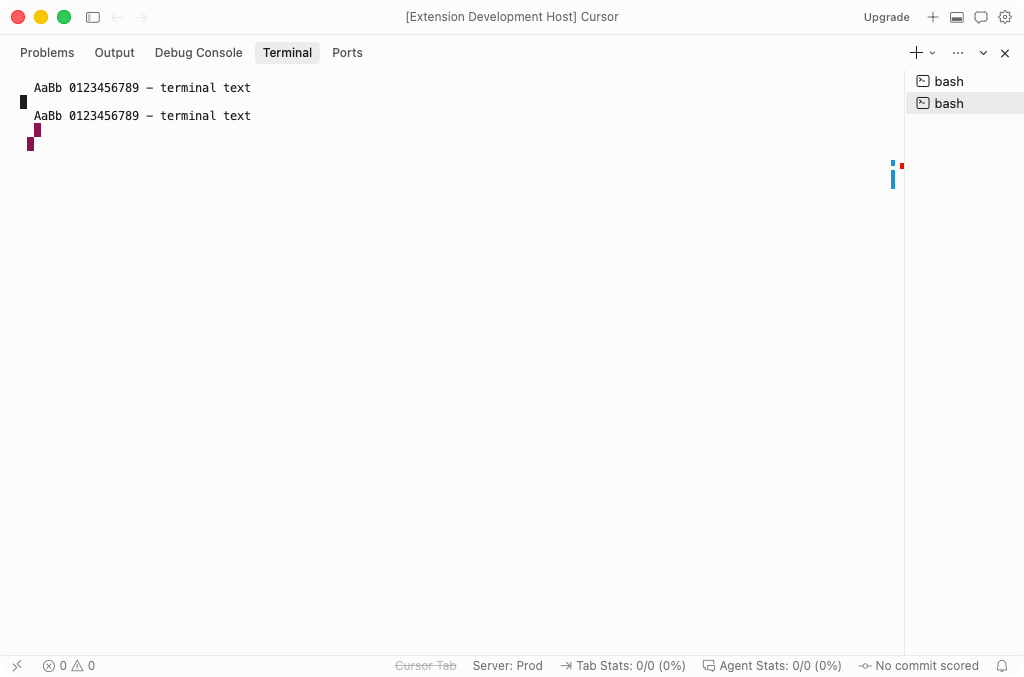 [Extension Development Host] Cursor
Upgrade
Problems Output Debug Console Terminal Ports
AaBb 0123456789 — terminal text
AaBb 0123456789 — terminal text
bash
bash
0 0 Cursor Tab Server: Prod Tab Stats: 0/0 (0%) Agent Stats: 0/0 (0%) No commit scored